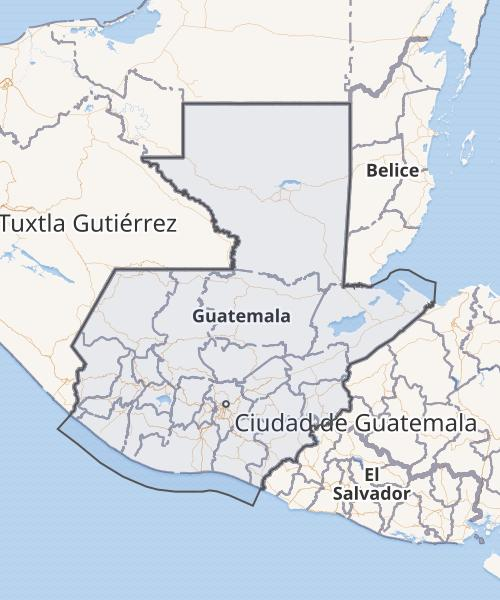 Belice
Tuxtla Gutiérrez
Guatemala
Ciudad de Guatemala
El
Salvador